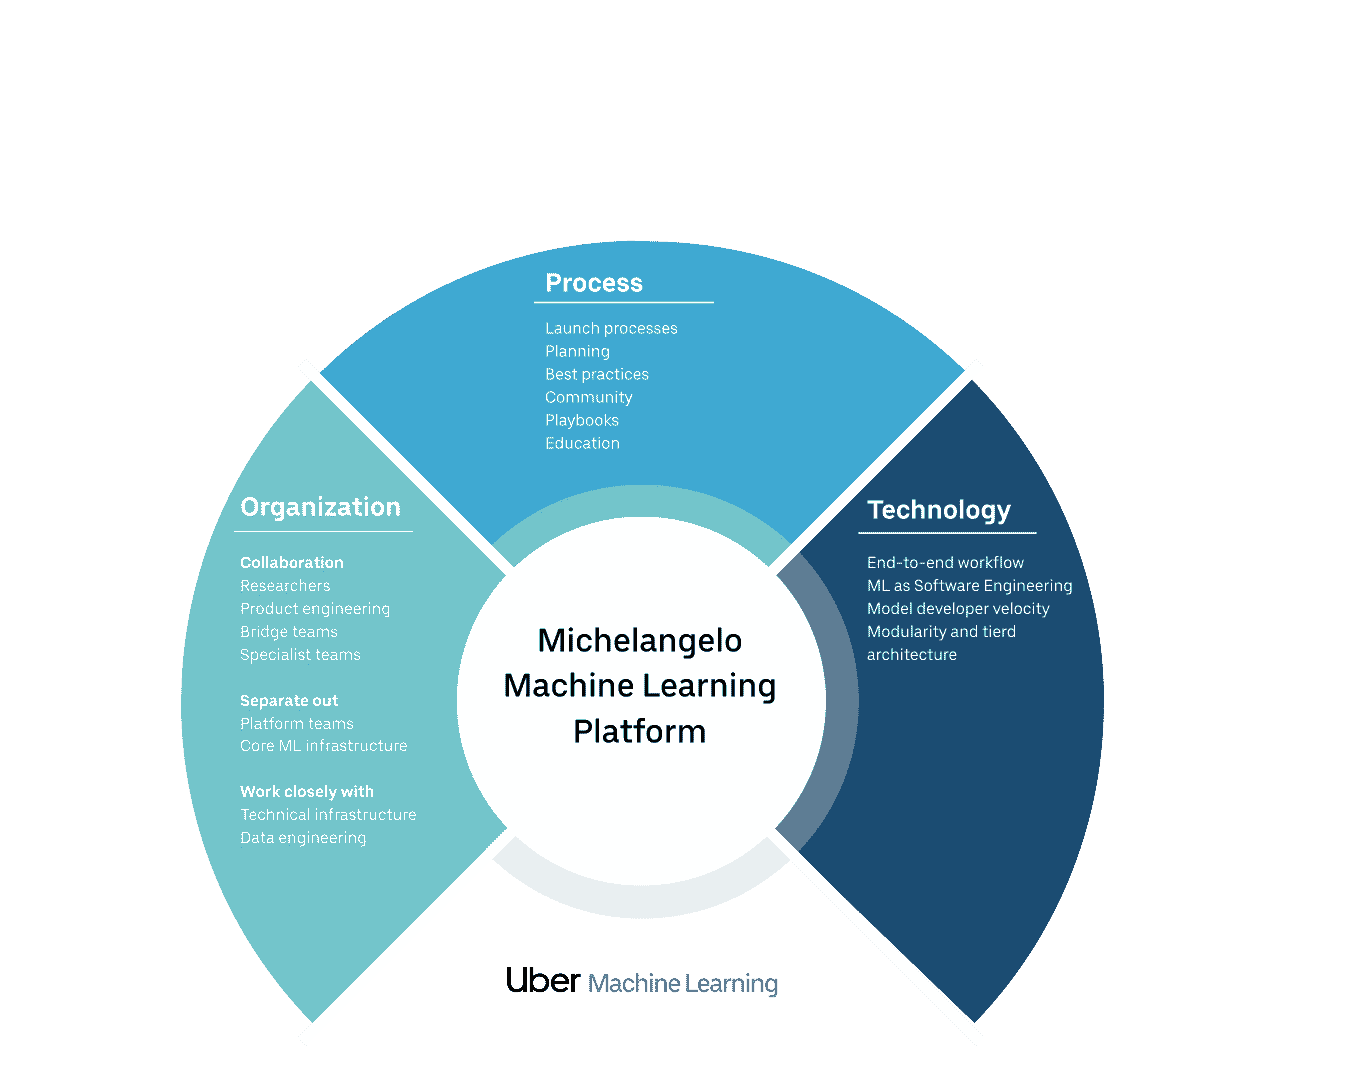 Process
Launch processes
Planning
Best practices
Community
Playbooks
Education
Organization
Collaboration
Researchers
Product engineering
Bridge teams
Specialist teams
Separate out
Platform teams
Core ML infrastructure
Work closely with
Technical infrastructure
Data engineering
Michelangelo
Machine Learning
Platform
Technology
End-to-end workflow
ML as Software Engineering
Model developer velocity
Modularity and tierd
architecture
Uber Machine Learning